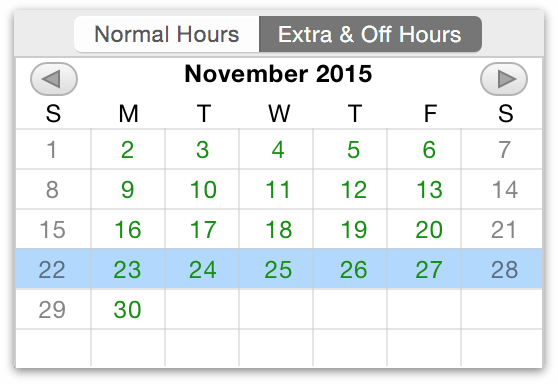 Normal Hours Extra & Off Hours
November 2015
S M T W T F S
1 2 3 4 5 6 7
8 9 10 11 12 13 14
15 16 17 18 19 20 21
22 23 24 25 26 27 28
29 30